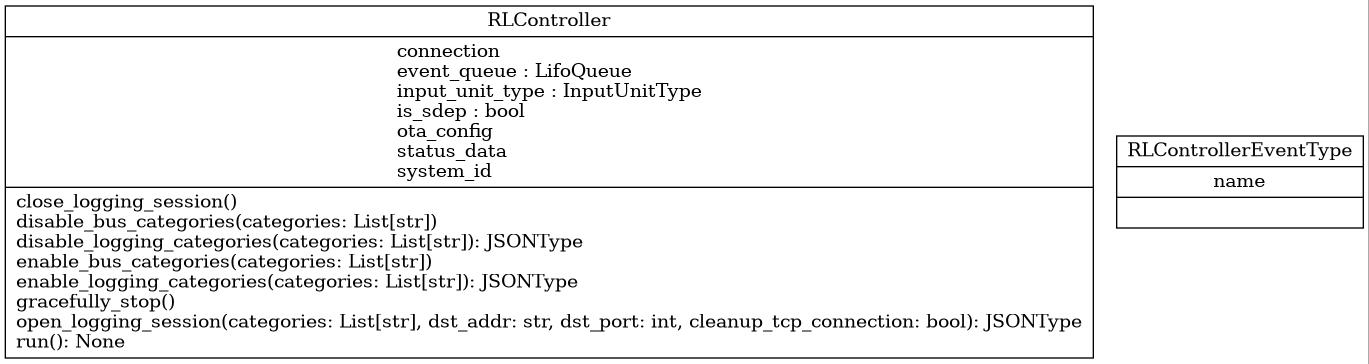 RLController
connection
event_queue : LifoQueue
input_unit_type : InputUnitType
is_sdep : bool
ota_config
status_data
system_id
close_logging_session()
disable_bus_categories(categories: List[str])
disable_logging_categories(categories: List[str]): JSONType
enable_bus_categories(categories: List[str])
enable_logging_categories(categories: List[str]): JSONType
gracefully_stop()
open_logging_session(categories: List[str], dst_addr: str, dst_port: int, cleanup_tcp_connection: bool): JSONType
run(): None
RLControllerEventType
name